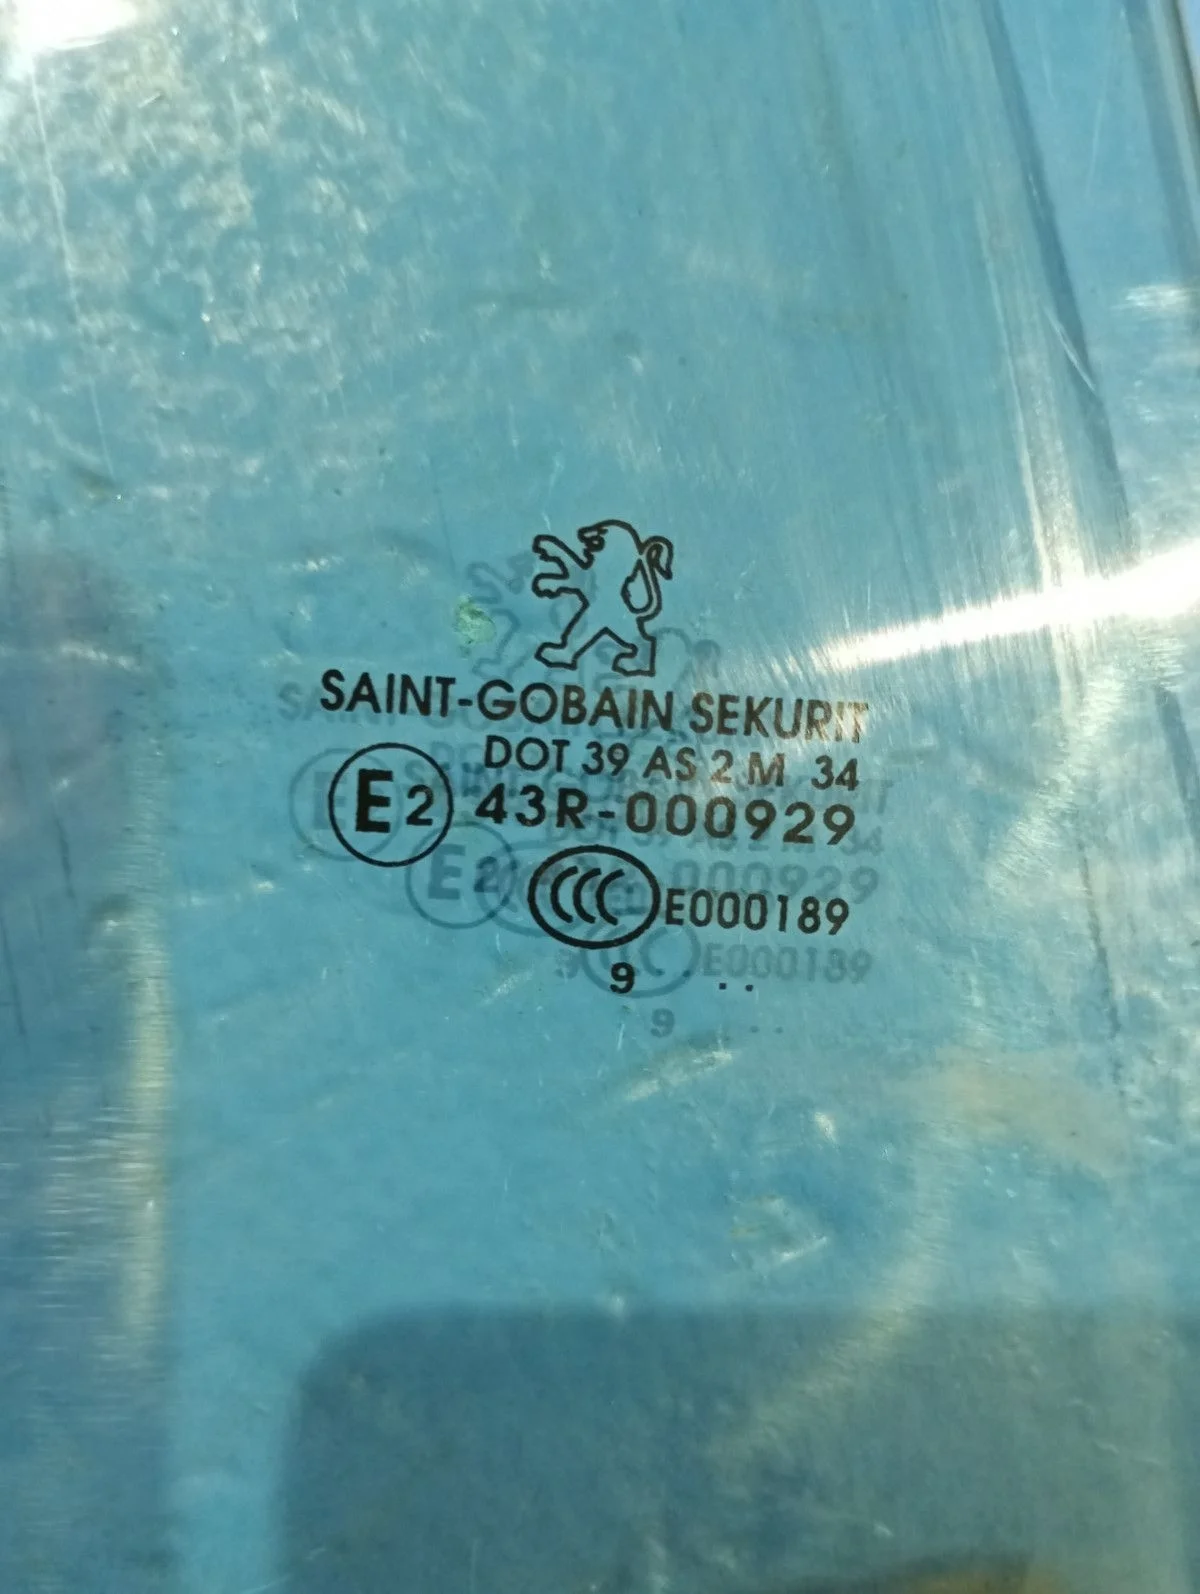 SAINT-GOBAIN SEKURIT
DOT 39 AS 2 M 34
E2 43R-000929
CCC E000189
9 ..